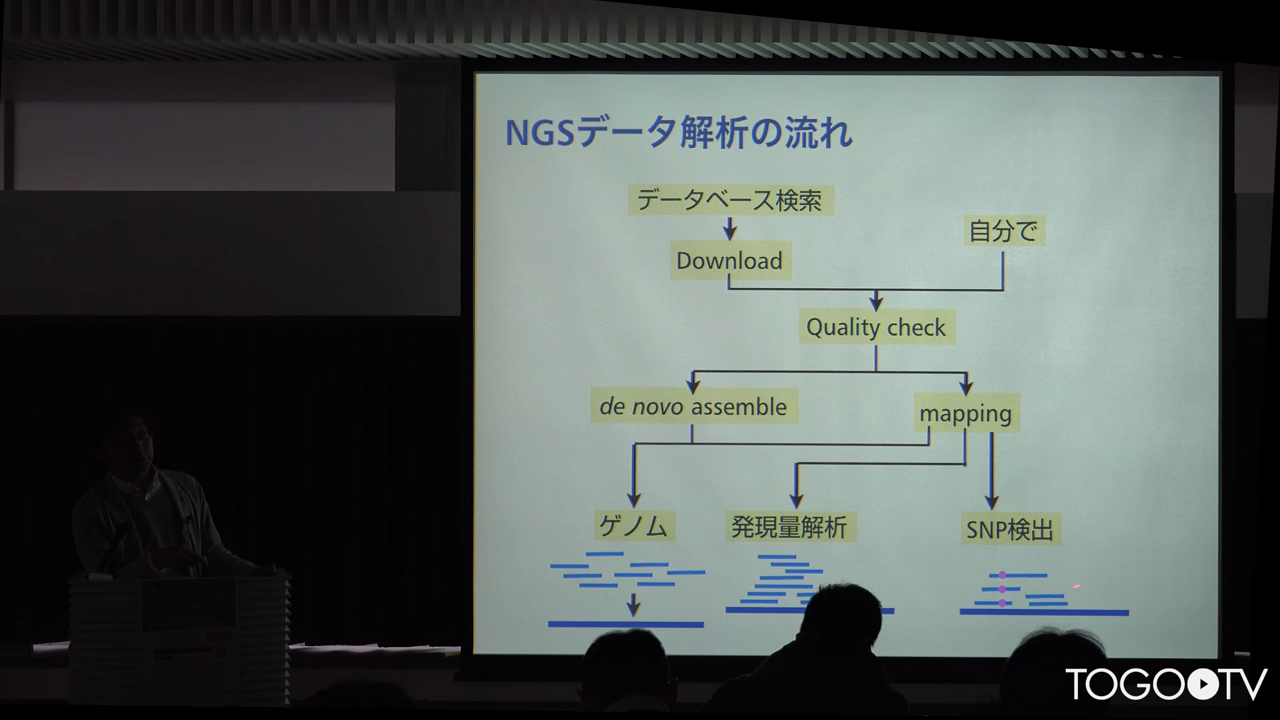 NGSデータ解析の流れ
データベース検索
自分で
Download
Quality check
de novo assemble
mapping
ゲノム
発現量解析
SNP検出
TOGOTV